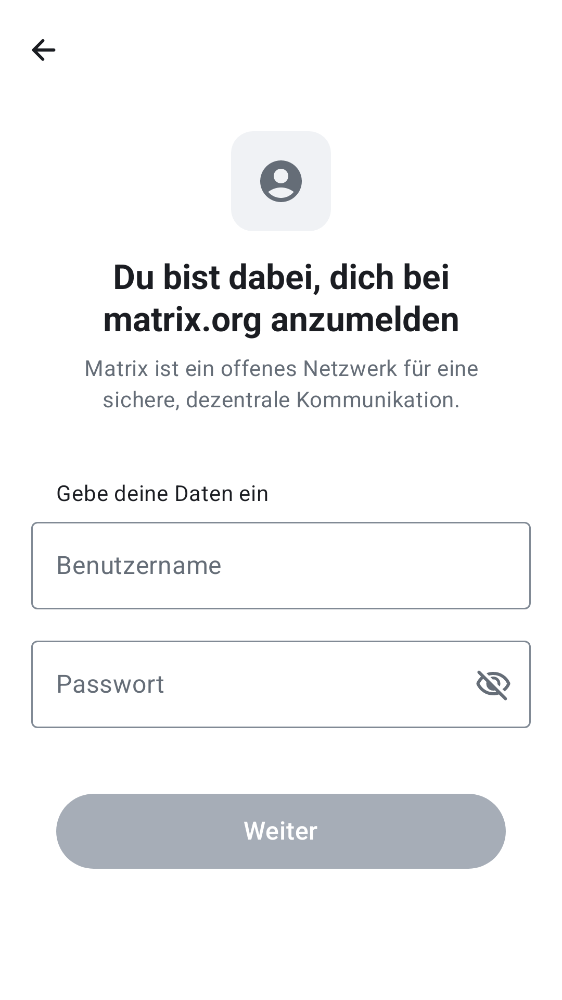 Du bist dabei, dich bei
matrix.org anzumelden
Matrix ist ein offenes Netzwerk für eine
sichere, dezentrale Kommunikation.
Gebe deine Daten ein
Benutzername
Passwort
Weiter